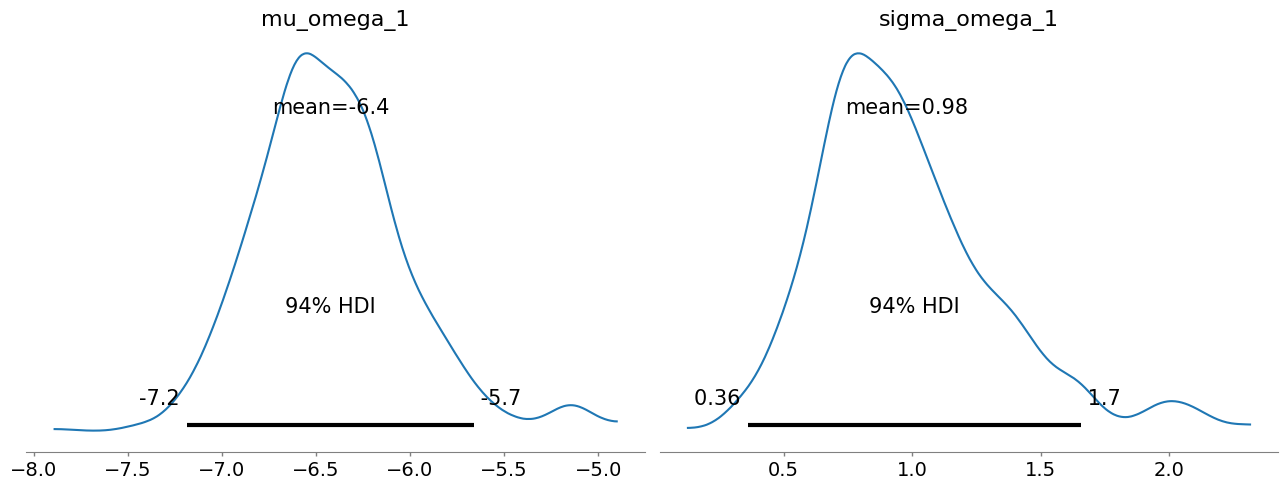 mu_omega_1
mean=-6.4
94% HDI
-7.2
-5.7
−8.0 −7.5 −7.0 −6.5 −6.0 −5.5 −5.0
sigma_omega_1
mean=0.98
94% HDI
0.36
1.7
0.5 1.0 1.5 2.0